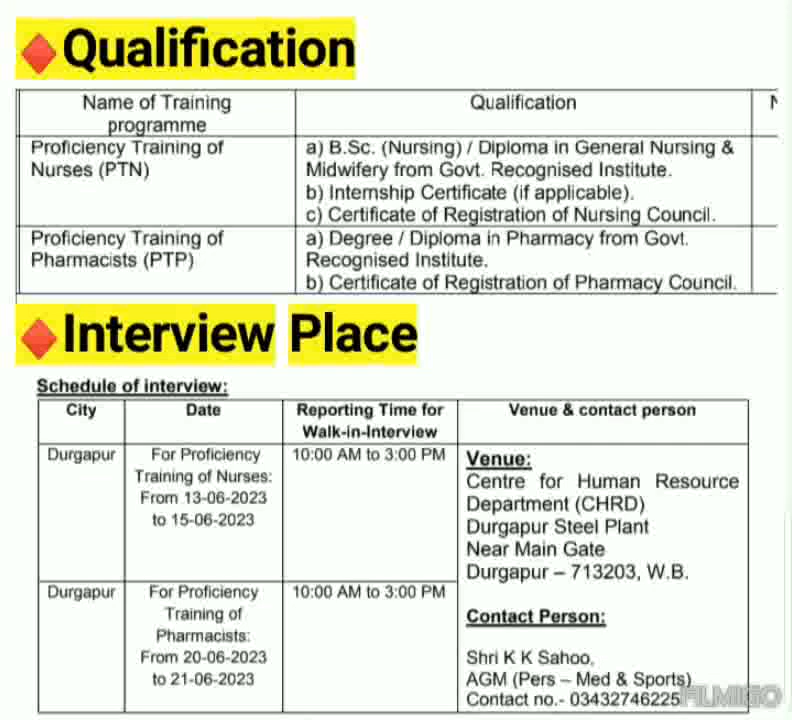 Qualification
Name of Training Qualification
programme
Proficiency Training of
Nurses (PTN)
a) B.Sc. (Nursing) / Diploma in General Nursing &
Midwifery from Govt. Recognised Institute.
b) Internship Certificate (if applicable).
c) Certificate of Registration of Nursing Council.
Proficiency Training of
Pharmacists (PTP)
a) Degree / Diploma in Pharmacy from Govt.
Recognised Institute.
b) Certificate of Registration of Pharmacy Council.
Interview Place
Schedule of interview:
City Date Reporting Time for Venue & contact person
Walk-in-Interview
Durgapur
For Proficiency
Training of Nurses:
From 13-06-2023
to 15-06-2023
10:00 AM to 3:00 PM
Venue:
Centre for Human Resource
Department (CHRD)
Durgapur Steel Plant
Near Main Gate
Durgapur – 713203, W.B.
Durgapur
For Proficiency
Training of
Pharmacists:
From 20-06-2023
to 21-06-2023
10:00 AM to 3:00 PM
Contact Person:
Shri K K Sahoo,
AGM (Pers – Med & Sports)
Contact no.- 03432746225
FILMIGO